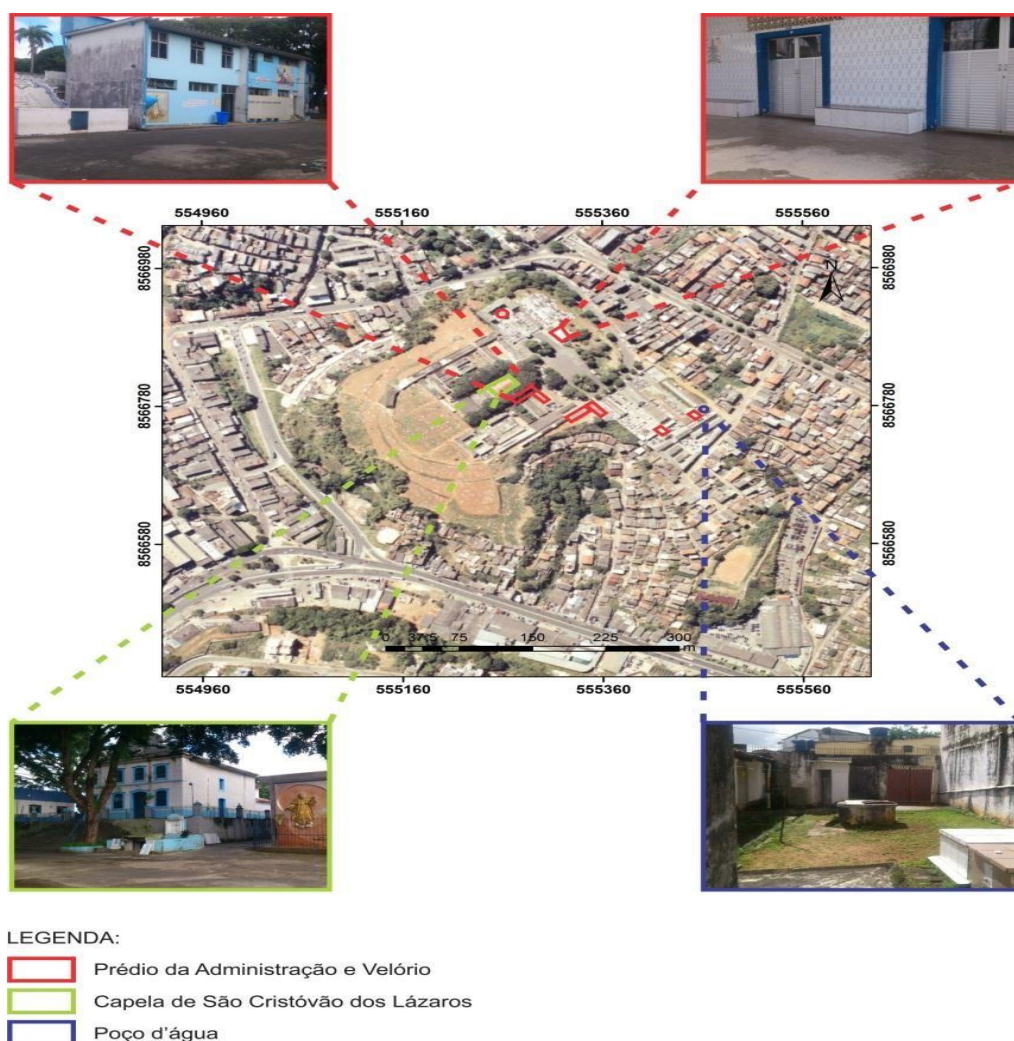 554960 555160 555360 555560
8566980 8566980
N
8566780 8566780
8566580 8566580
0 37,5 75 150 225 300
m
554960 555160 555360 555560
LEGENDA:
Prédio da Administração e Velório
Capela de São Cristóvão dos Lázaros
Poço d'água